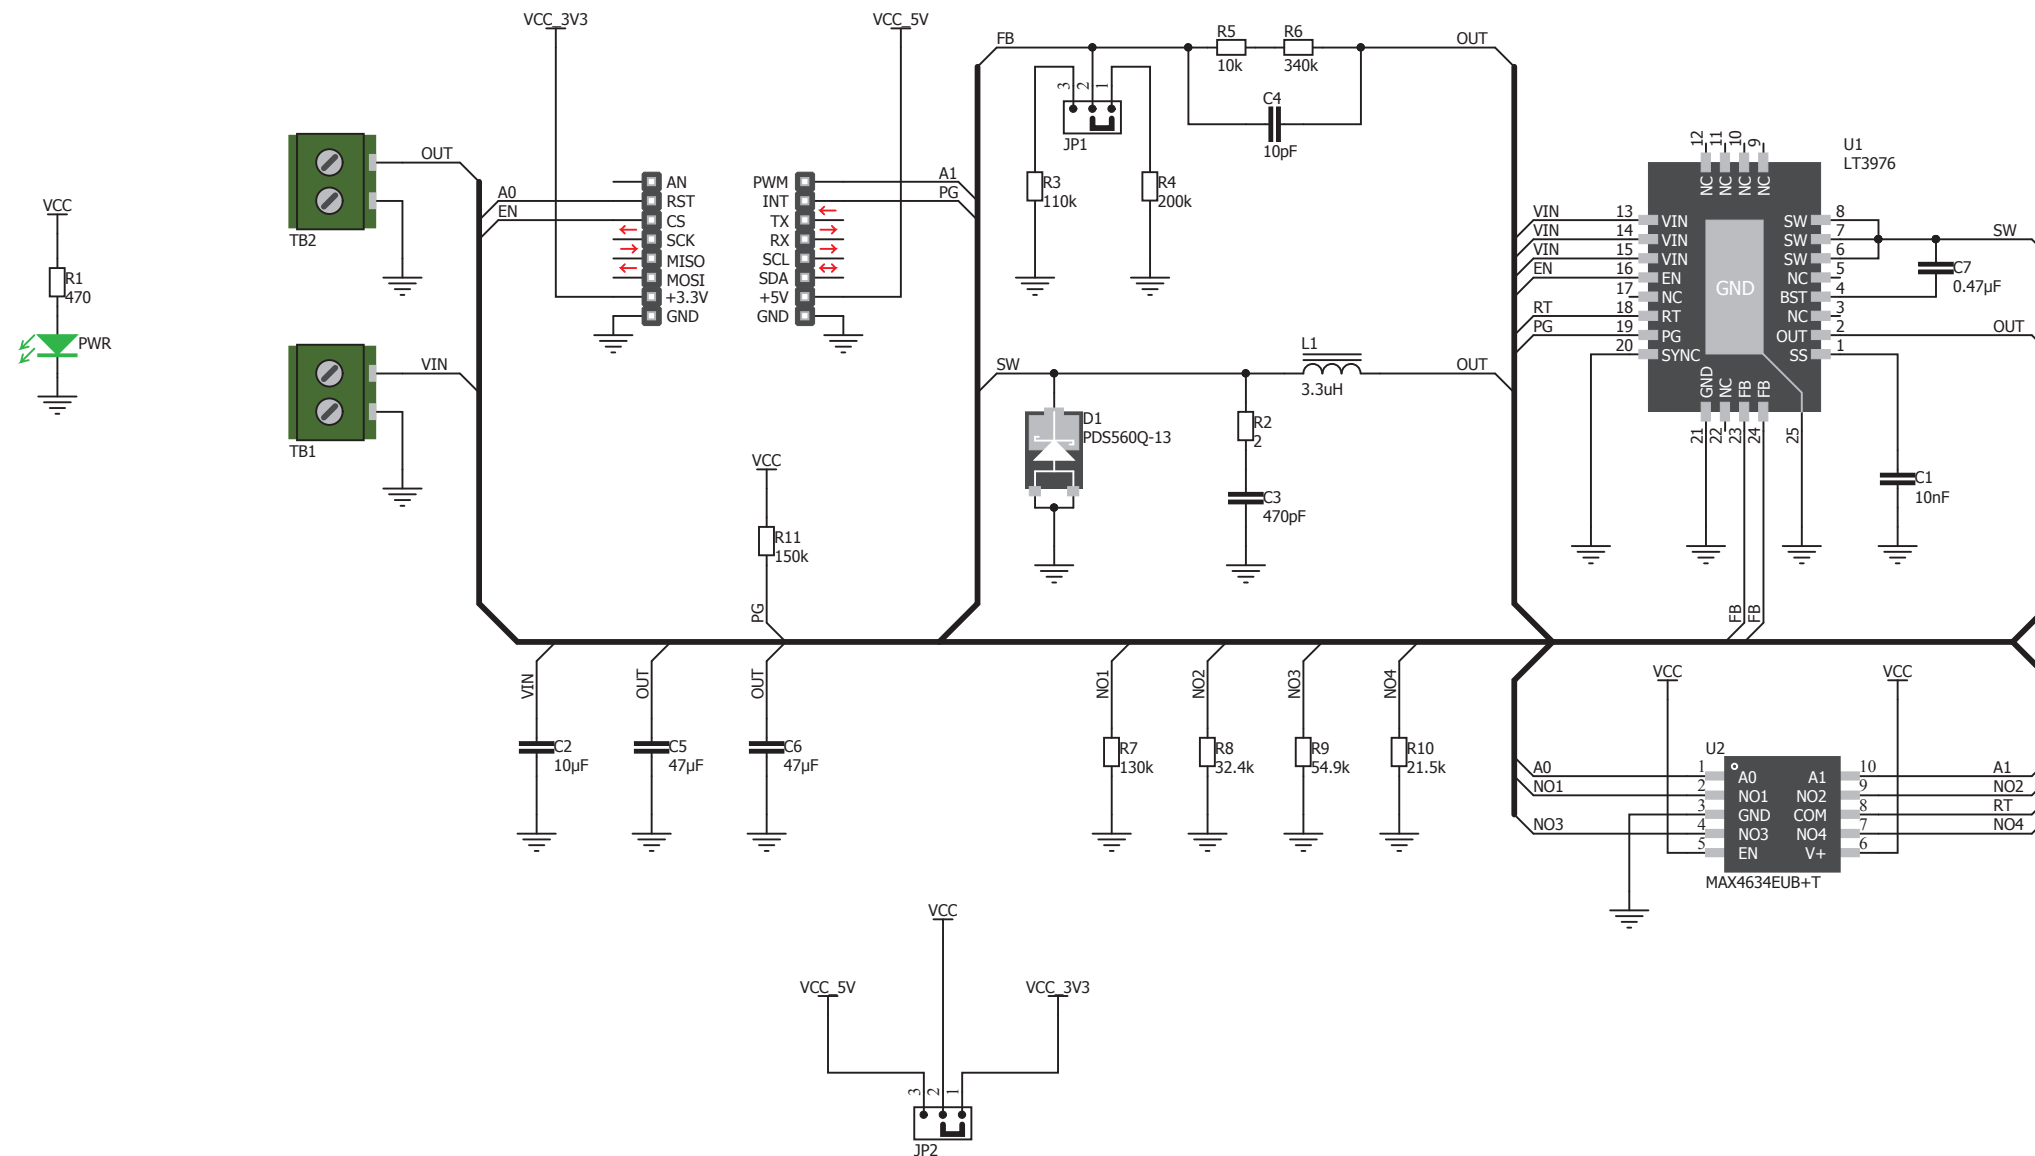 VCC_3V3
VCC_5V
FB
R5
10k
R6
340k
OUT
C4
10pF
3
2
1
JP1
R3
110k
R4
200k
VCC
R1
470
PWR
OUT
TB2
VIN
TB1
A0
EN
AN
RST
CS
SCK
MISO
MOSI
+3.3V
GND
PWM
INT
TX
RX
SCL
SDA
+5V
GND
A1
PG
SW
L1
3.3uH
OUT
D1
PDS560Q-13
R2
2
C3
470pF
VCC
R11
150k
PG
U1
LT3976
12
11
10
9
NC
NC
NC
NC
VIN 13 VIN
VIN 14 VIN
VIN 15 VIN
EN 16 EN
17 NC
RT 18 RT
PG 19 PG
20 SYNC
GND
SW 8
SW 7
SW 6
NC 5
BST 4
NC 3
OUT 2
SS 1
SW
C7
0.47µF
OUT
GND
NC
FB
FB
21
22
23
24
25
C1
10nF
FB
FB
VIN
C2
10µF
OUT
C5
47µF
OUT
C6
47µF
NO1
R7
130k
NO2
R8
32.4k
NO3
R9
54.9k
NO4
R10
21.5k
VCC
VCC
U2
A0 1 A0
NO1 2 NO1
3 GND
NO3 4 NO3
5 EN
A1 10 A1
NO2 9 NO2
COM 8 RT
NO4 7 NO4
V+ 6
MAX4634EUB+T
VCC
VCC_5V
VCC_3V3
3
2
1
JP2